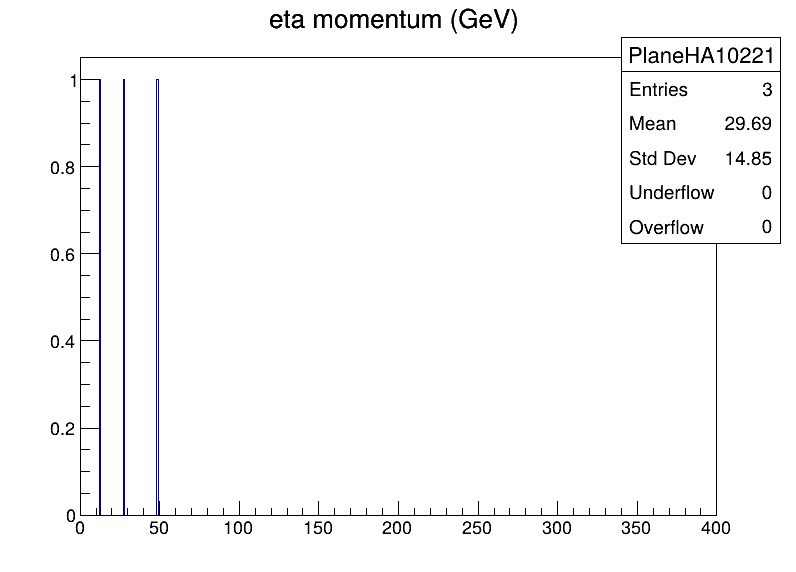 eta momentum (GeV)
PlaneHA10221
Entries 3
Mean 29.69
Std Dev 14.85
Underflow 0
Overflow 0
1
0.8
0.6
0.4
0.2
0
0 50 100 150 200 250 300 350 400